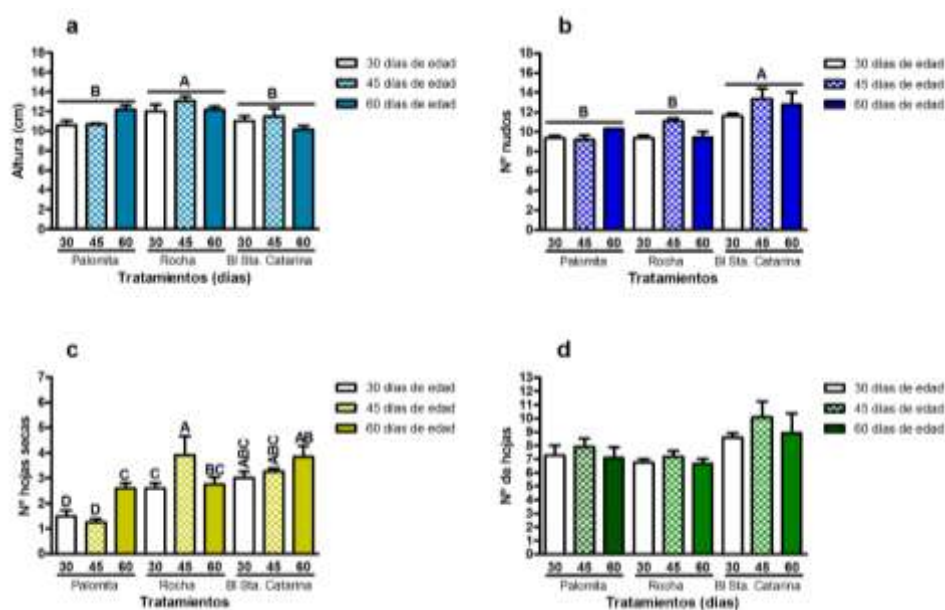 a
18
16
14
12
10
8
6
4
2
0
Altura (cm)
B
A
B
30 días de edad
45 días de edad
60 días de edad
30 45 60 30 45 60 30 45 60
Palomita Rocha Bl Sta. Catarina
Tratamientos (días)
b
18
16
14
12
10
8
6
4
2
0
Nº nudos
B
B
A
30 días de edad
45 días de edad
60 días de edad
30 45 60 30 45 60 30 45 60
Palomita Rocha Bl Sta. Catarina
Tratamientos
c
7
6
5
4
3
2
1
0
Nº hojas secas
D D C C A BC ABC ABC AB
30 días de edad
45 días de edad
60 días de edad
30 45 60 30 45 60 30 45 60
Palomita Rocha Bl Sta. Catarina
Tratamientos
d
13
12
11
10
9
8
7
6
5
4
3
2
1
0
Nº de hojas
30 días de edad
45 días de edad
60 días de edad
30 45 60 30 45 60 30 45 60
Palomita Rocha Bl Sta. Catarina
Tratamientos (días)